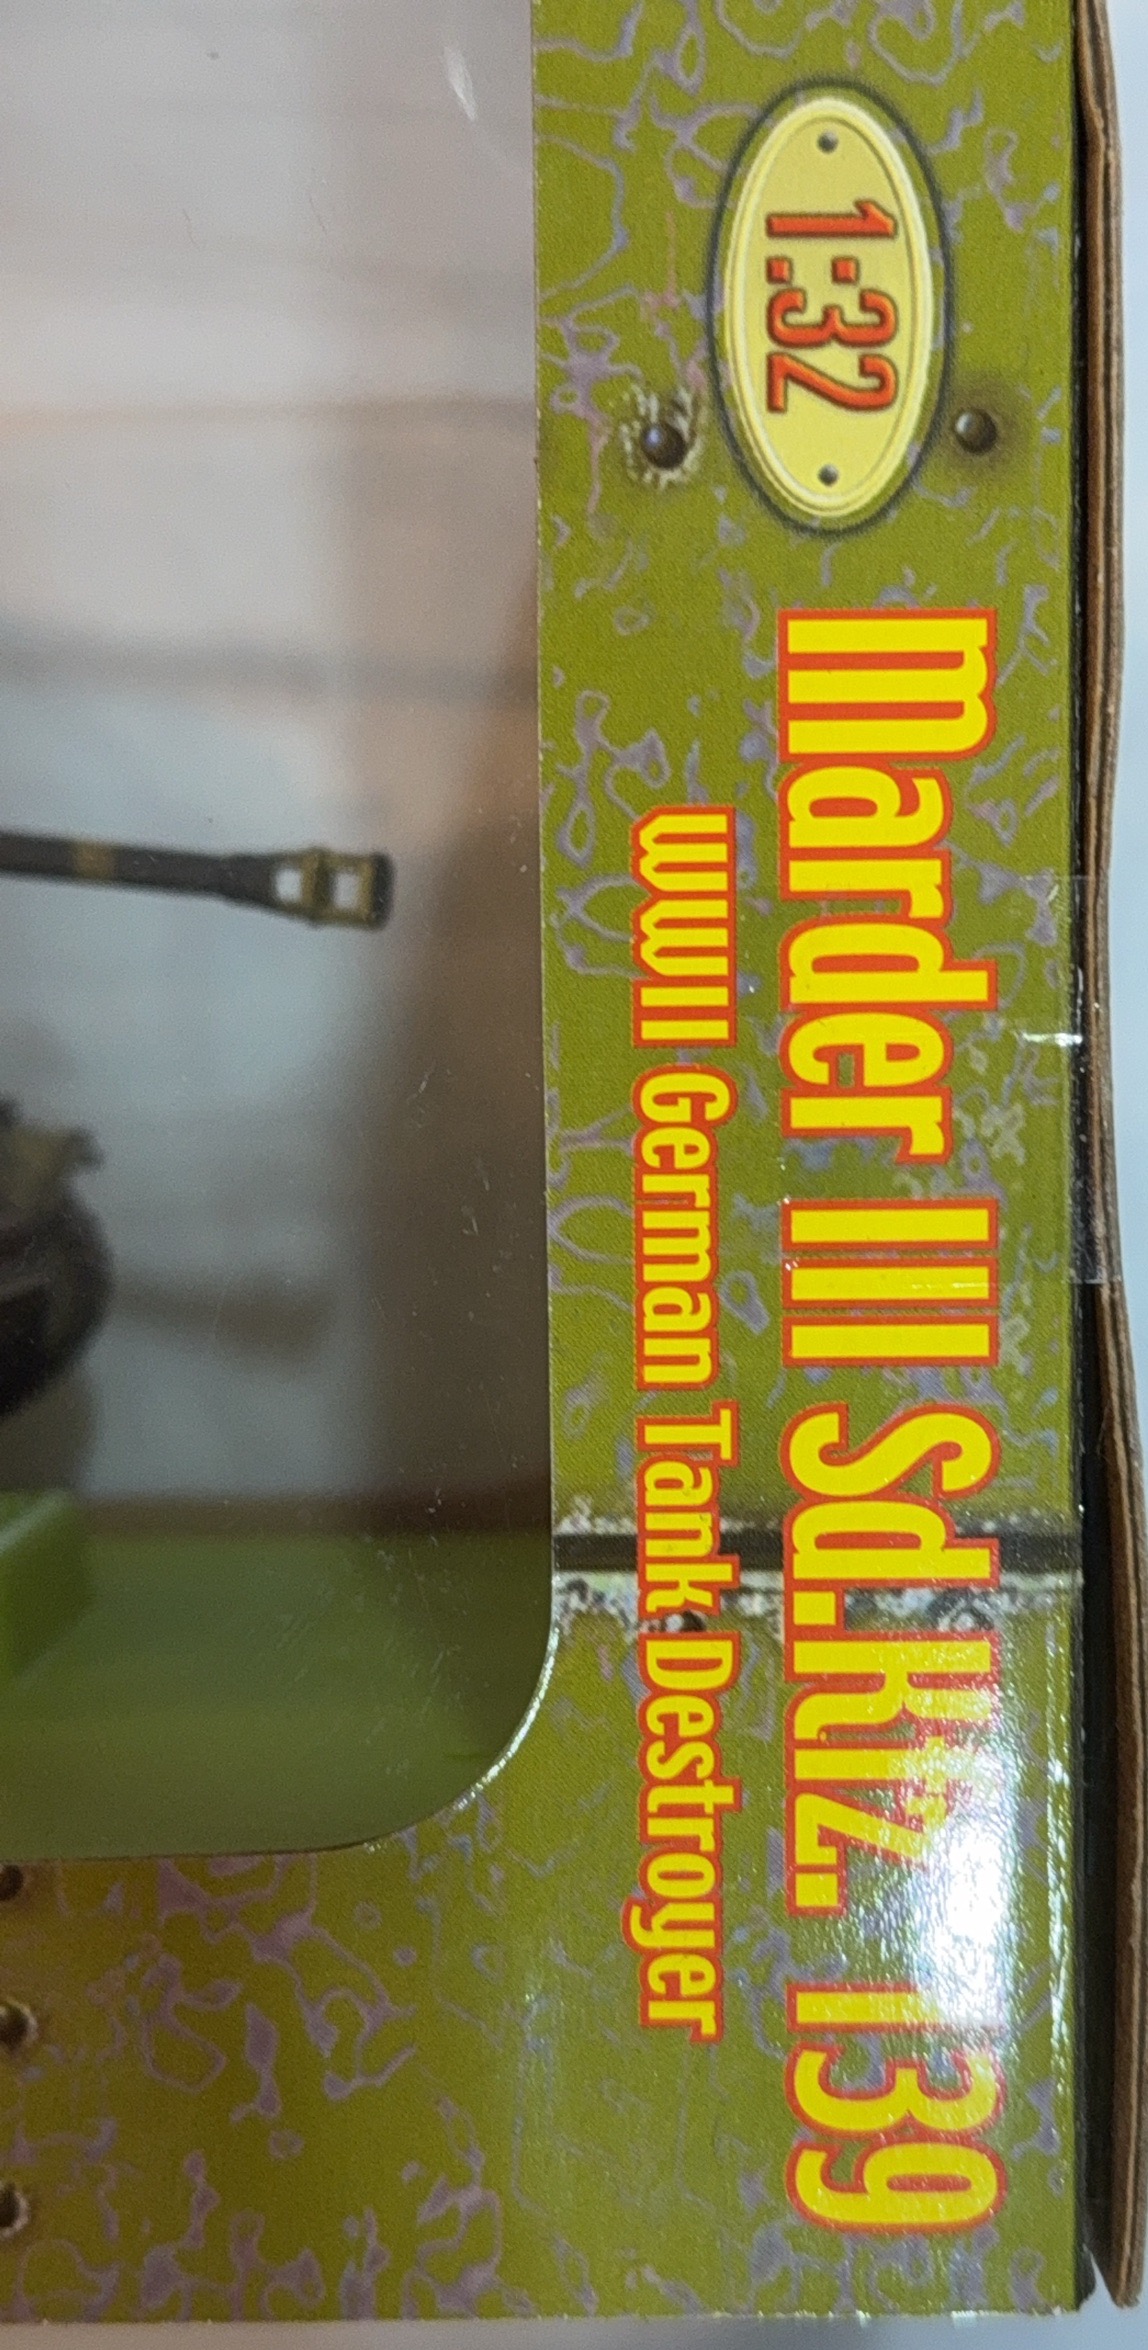 1:32
Marder III Sd.Kfz. 139
WWII German Tank Destroyer